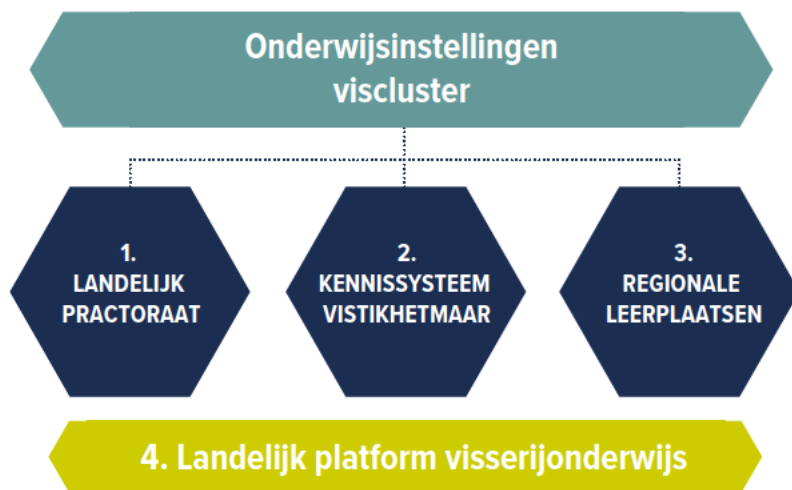 Onderwijsinstellingen
viscluster
1.
LANDELIJK
PRACTORAAT
2.
KENNISSYSTEEM
VISTIKHETMAAR
3.
REGIONALE
LEERPLAATSEN
4. Landelijk platform visserijonderwijs